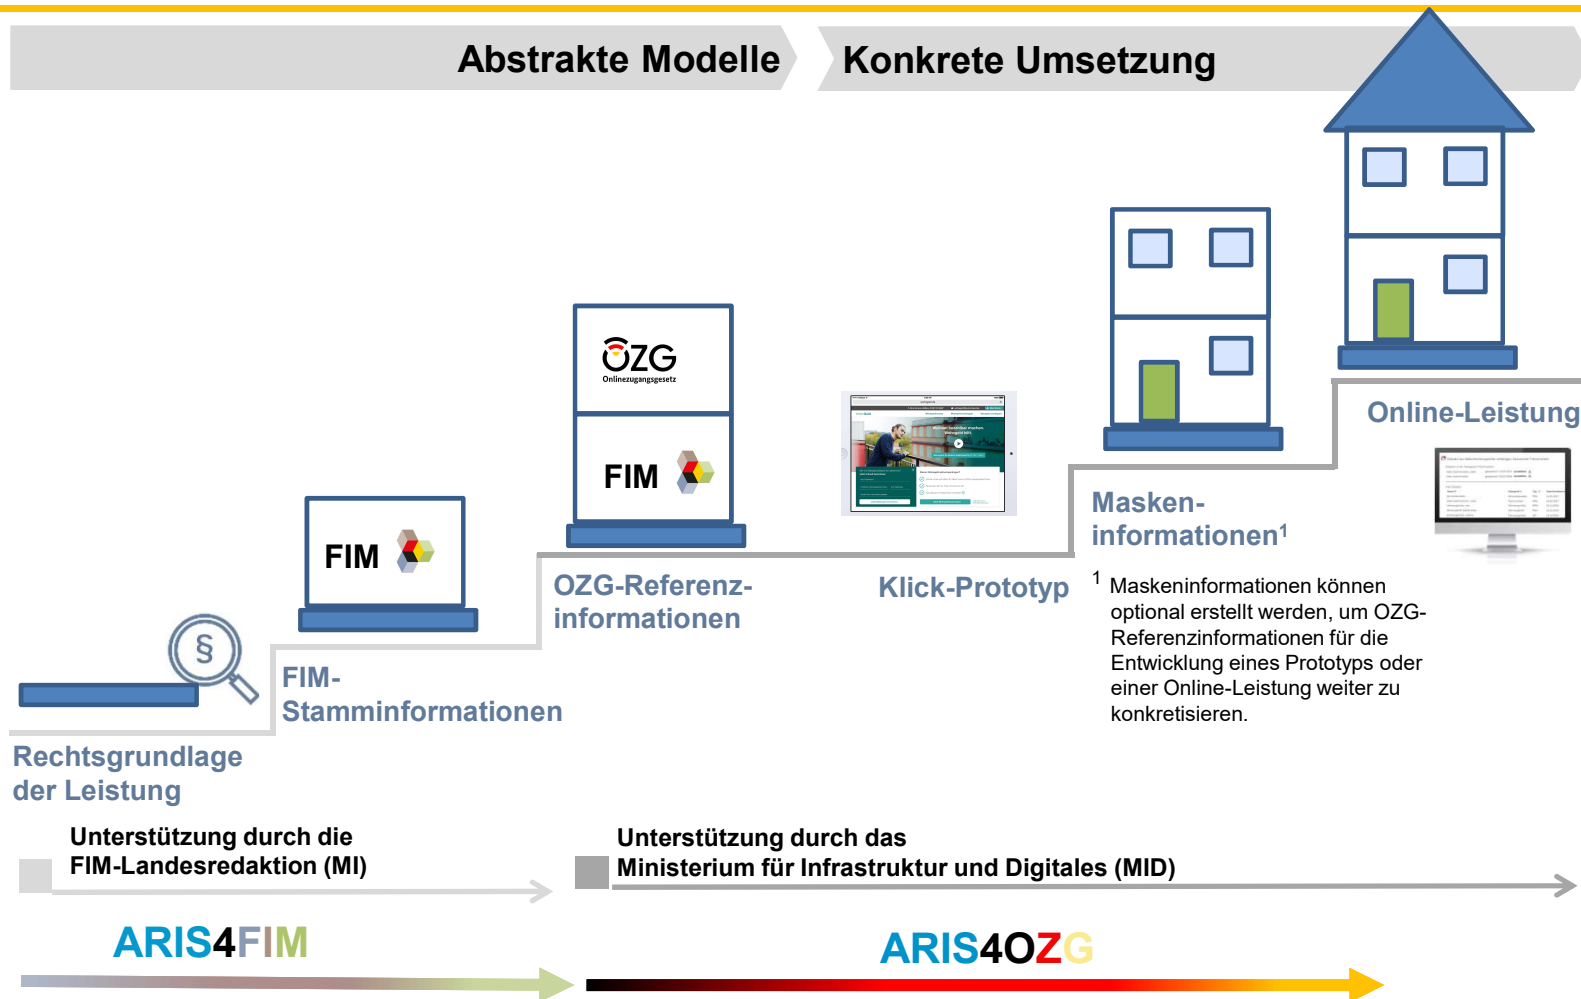 Abstrakte Modelle
Konkrete Umsetzung
OZG
Onlinezugangsgesetz
FIM
FIM
§
Rechtsgrundlage
der Leistung
FIM-
Stamminformationen
OZG-Referenz-
informationen
Klick-Prototyp
Masken-
informationen¹
Online-Leistung
¹ Maskeninformationen können
optional erstellt werden, um OZG-
Referenzinformationen für die
Entwicklung eines Prototyps oder
einer Online-Leistung weiter zu
konkretisieren.
Unterstützung durch die
FIM-Landesredaktion (MI)
Unterstützung durch das
Ministerium für Infrastruktur und Digitales (MID)
ARIS4FIM
ARIS4OZG